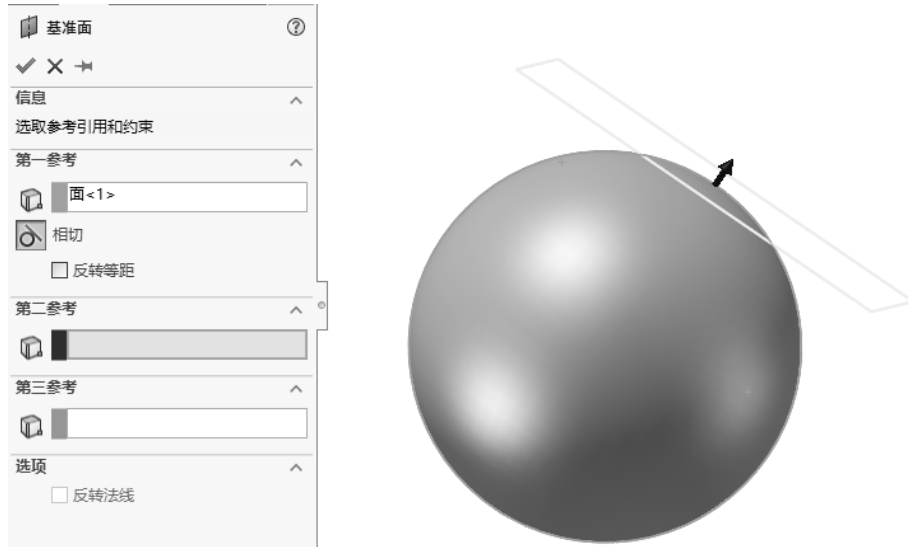 基准面
信息
选取参考引用和约束
第一参考
面<1>
相切
反转等距
第二参考
第三参考
选项
反转法线